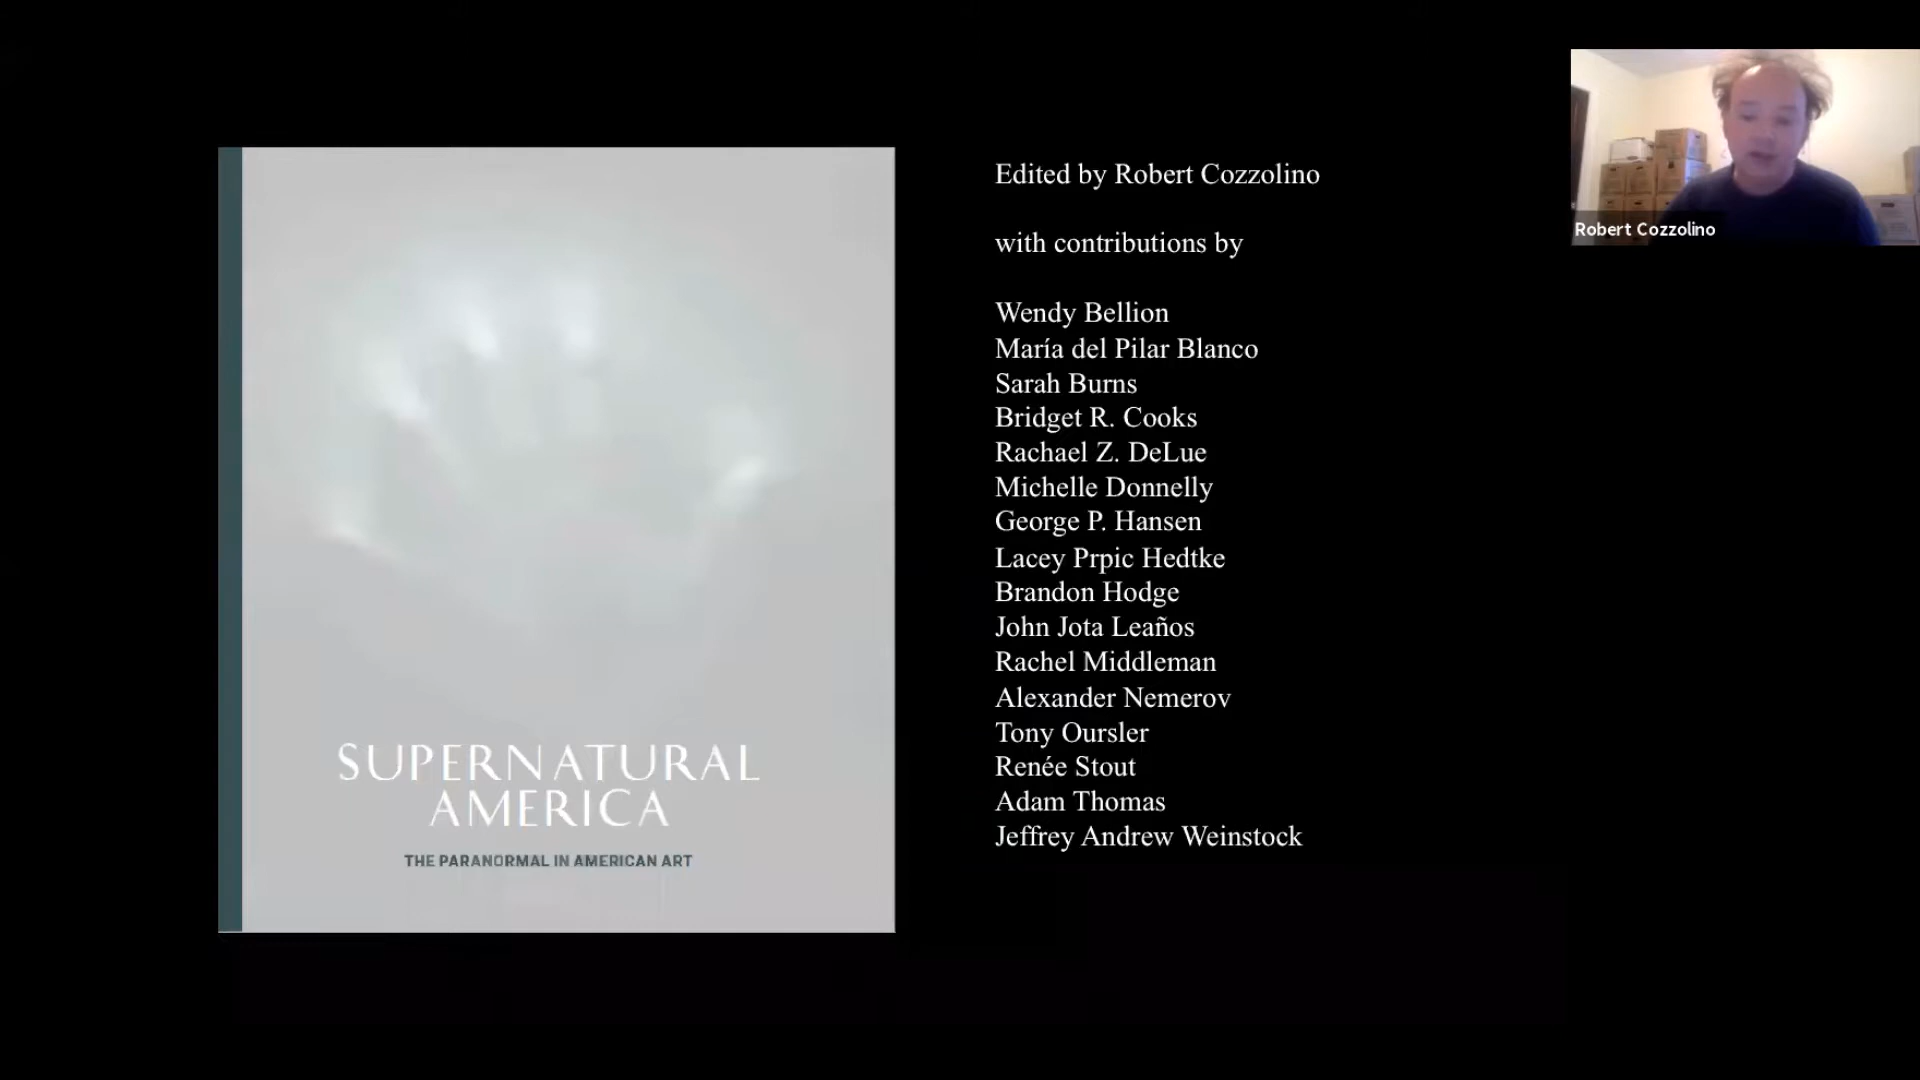 SUPERNATURAL
AMERICA
THE PARANORMAL IN AMERICAN ART
Edited by Robert Cozzolino
with contributions by
Wendy Bellion
María del Pilar Blanco
Sarah Burns
Bridget R. Cooks
Rachael Z. DeLue
Michelle Donnelly
George P. Hansen
Lacey Prpic Hedtke
Brandon Hodge
John Jota Leaños
Rachel Middleman
Alexander Nemerov
Tony Oursler
Renée Stout
Adam Thomas
Jeffrey Andrew Weinstock
Robert Cozzolino